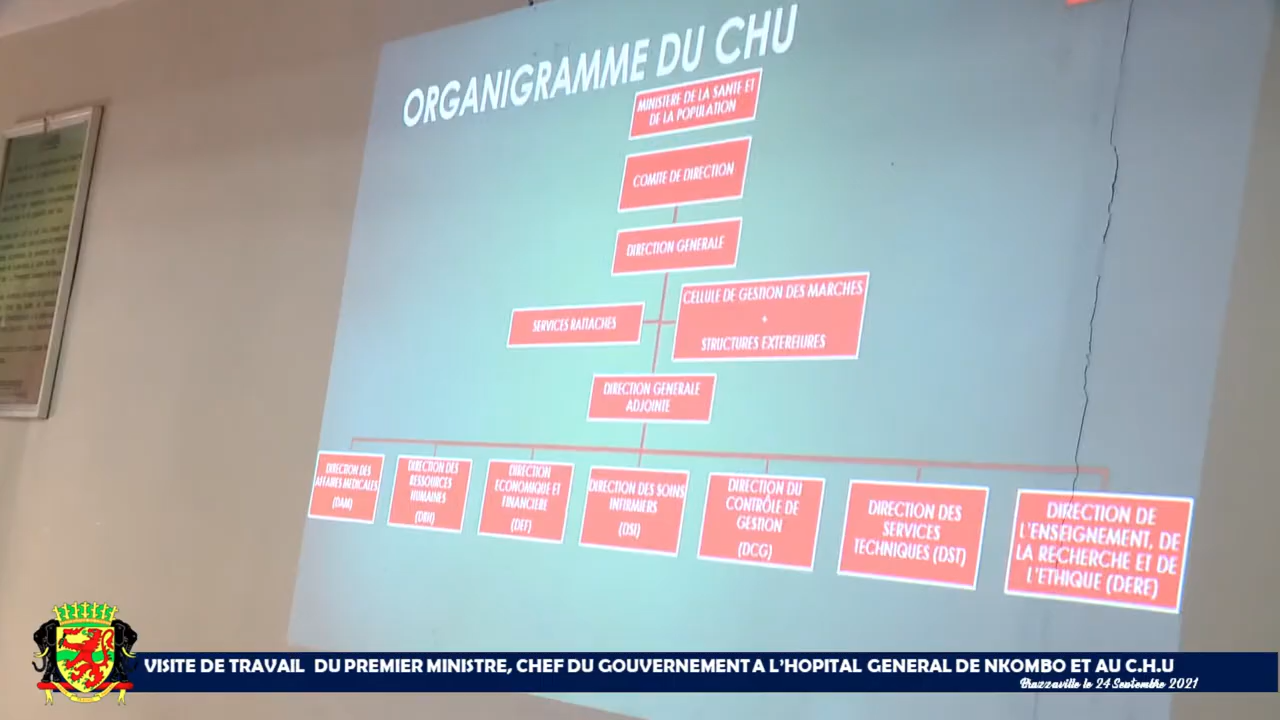 ORGANIGRAMME DU CHU
MINISTERE DE LA SANTE ET
DE LA POPULATION
COMITE DE DIRECTION
DIRECTION GENERALE
SERVICES RATTACHES
CELLULE DE GESTION DES MARCHES
+
STRUCTURES EXTEREIURES
DIRECTION GENERALE
ADJOINTE
DIRECTION DES
AFFAIRES MEDICALES
(DAM)
DIRECTION DES
RESSOURCES
HUMAINES
(DRH)
DIRECTION
ECONOMIQUE ET
FINANCIERE
(DEF)
DIRECTION DES SOINS
INFIRMIERS
(DSI)
DIRECTION DU
CONTRÔLE DE
GESTION
(DCG)
DIRECTION DES
SERVICES
TECHNIQUES (DST)
DIRECTION DE
L'ENSEIGNEMENT, DE
LA RECHERCHE ET DE
L'ETHIQUE (DERE)
VISITE DE TRAVAIL DU PREMIER MINISTRE, CHEF DU GOUVERNEMENT A L'HOPITAL GENERAL DE NKOMBO ET AU C.H.U
Brazzaville le 24 Septembre 2021